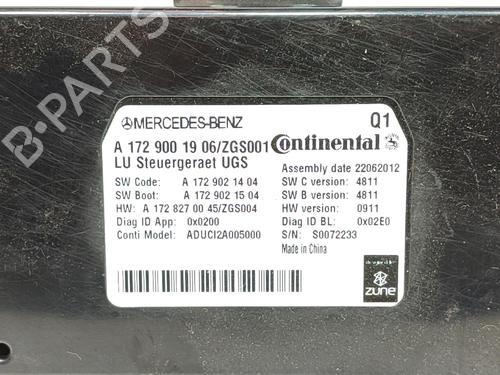 B-PARTS
MERCEDES-BENZ Q1
A 172 900 19 06/ZGS001 Continental
LU Steuergeraet UGS
Assembly date 22062012
SW Code: A 172 902 14 04 SW C version: 4811
SW Boot: A 172 902 15 04 SW B version: 4811
HW: A 172 827 00 45/ZGS004 HW version: 0911
Diag ID App: 0x0200 Diag ID BL: 0x02E0
Conti Model: ADUCI2A005000 S/N: S0072233
Made in China
zune